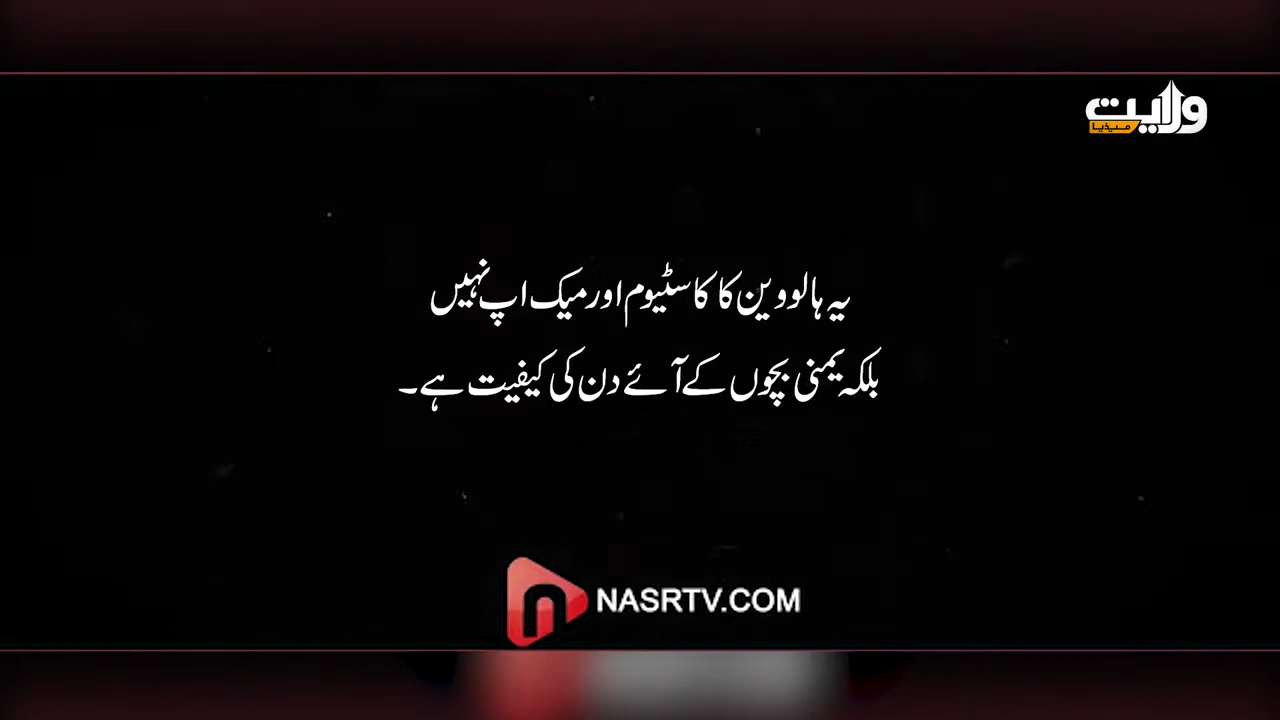 ولایت
میڈیا
یہ ہالووین کا کاسٹیوم اور میک اپ نہیں
بلکہ یمنی بچوں کے آئے دن کی کیفیت ہے۔
NASRTV.COM